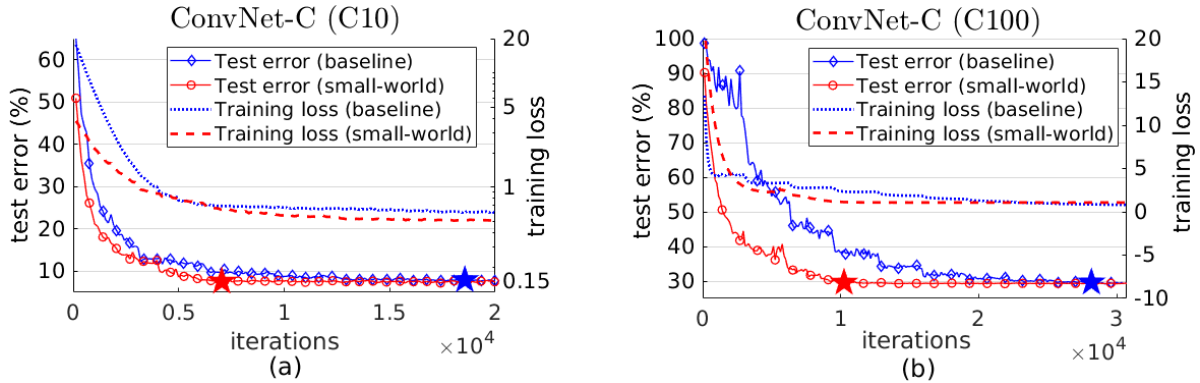 ConvNet-C (C10)
test error (%)
60
50
40
30
20
10
Test error (baseline)
Test error (small-world)
Training loss (baseline)
Training loss (small-world)
20
5
1
0.15
training loss
0
0.5
1
1.5
2
iterations
×10⁴
(a)
ConvNet-C (C100)
test error (%)
100
90
80
70
60
50
40
30
Test error (baseline)
Test error (small-world)
Training loss (baseline)
Training loss (small-world)
20
15
10
5
0
-5
-10
training loss
0
1
2
3
iterations
×10⁴
(b)